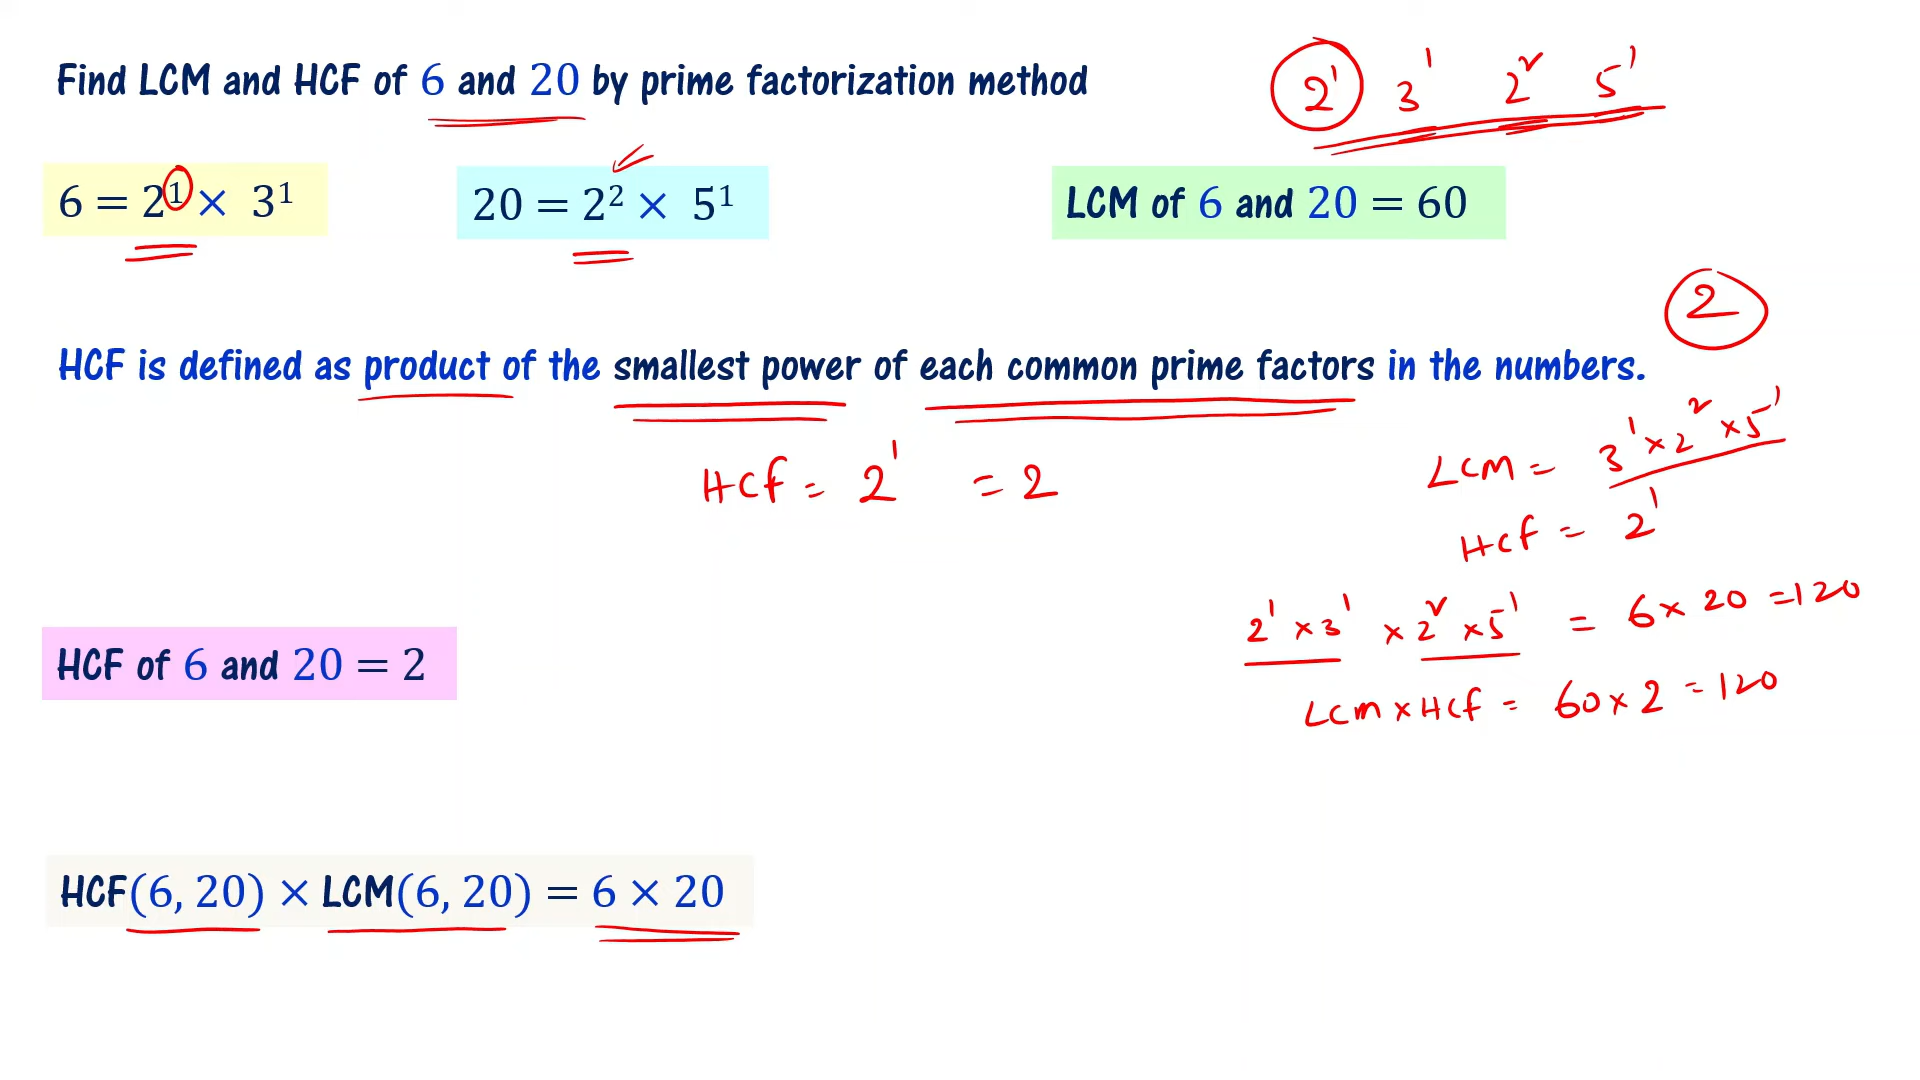 Find LCM and HCF of 6 and 20 by prime factorization method
2¹ 3¹ 2² 5¹
6 = 2¹ × 3¹
20 = 2² × 5¹
LCM of 6 and 20 = 60
2
HCF is defined as product of the smallest power of each common prime factors in the numbers.
HCF = 2¹ = 2
LCM = 3¹ × 2² × 5¹
HCF = 2¹
2¹ × 3¹ × 2² × 5¹ = 6 × 20 = 120
HCF of 6 and 20 = 2
LCM × HCF = 60 × 2 = 120
HCF(6, 20) × LCM(6, 20) = 6 × 20